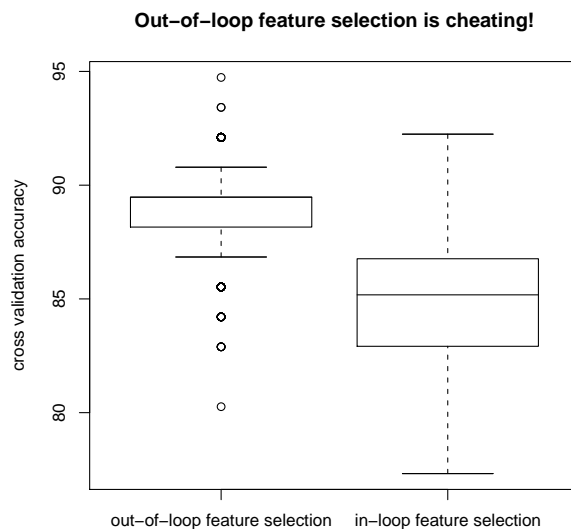 Out−of−loop feature selection is cheating!
95
90
85
80
cross validation accuracy
out−of−loop feature selection
in−loop feature selection